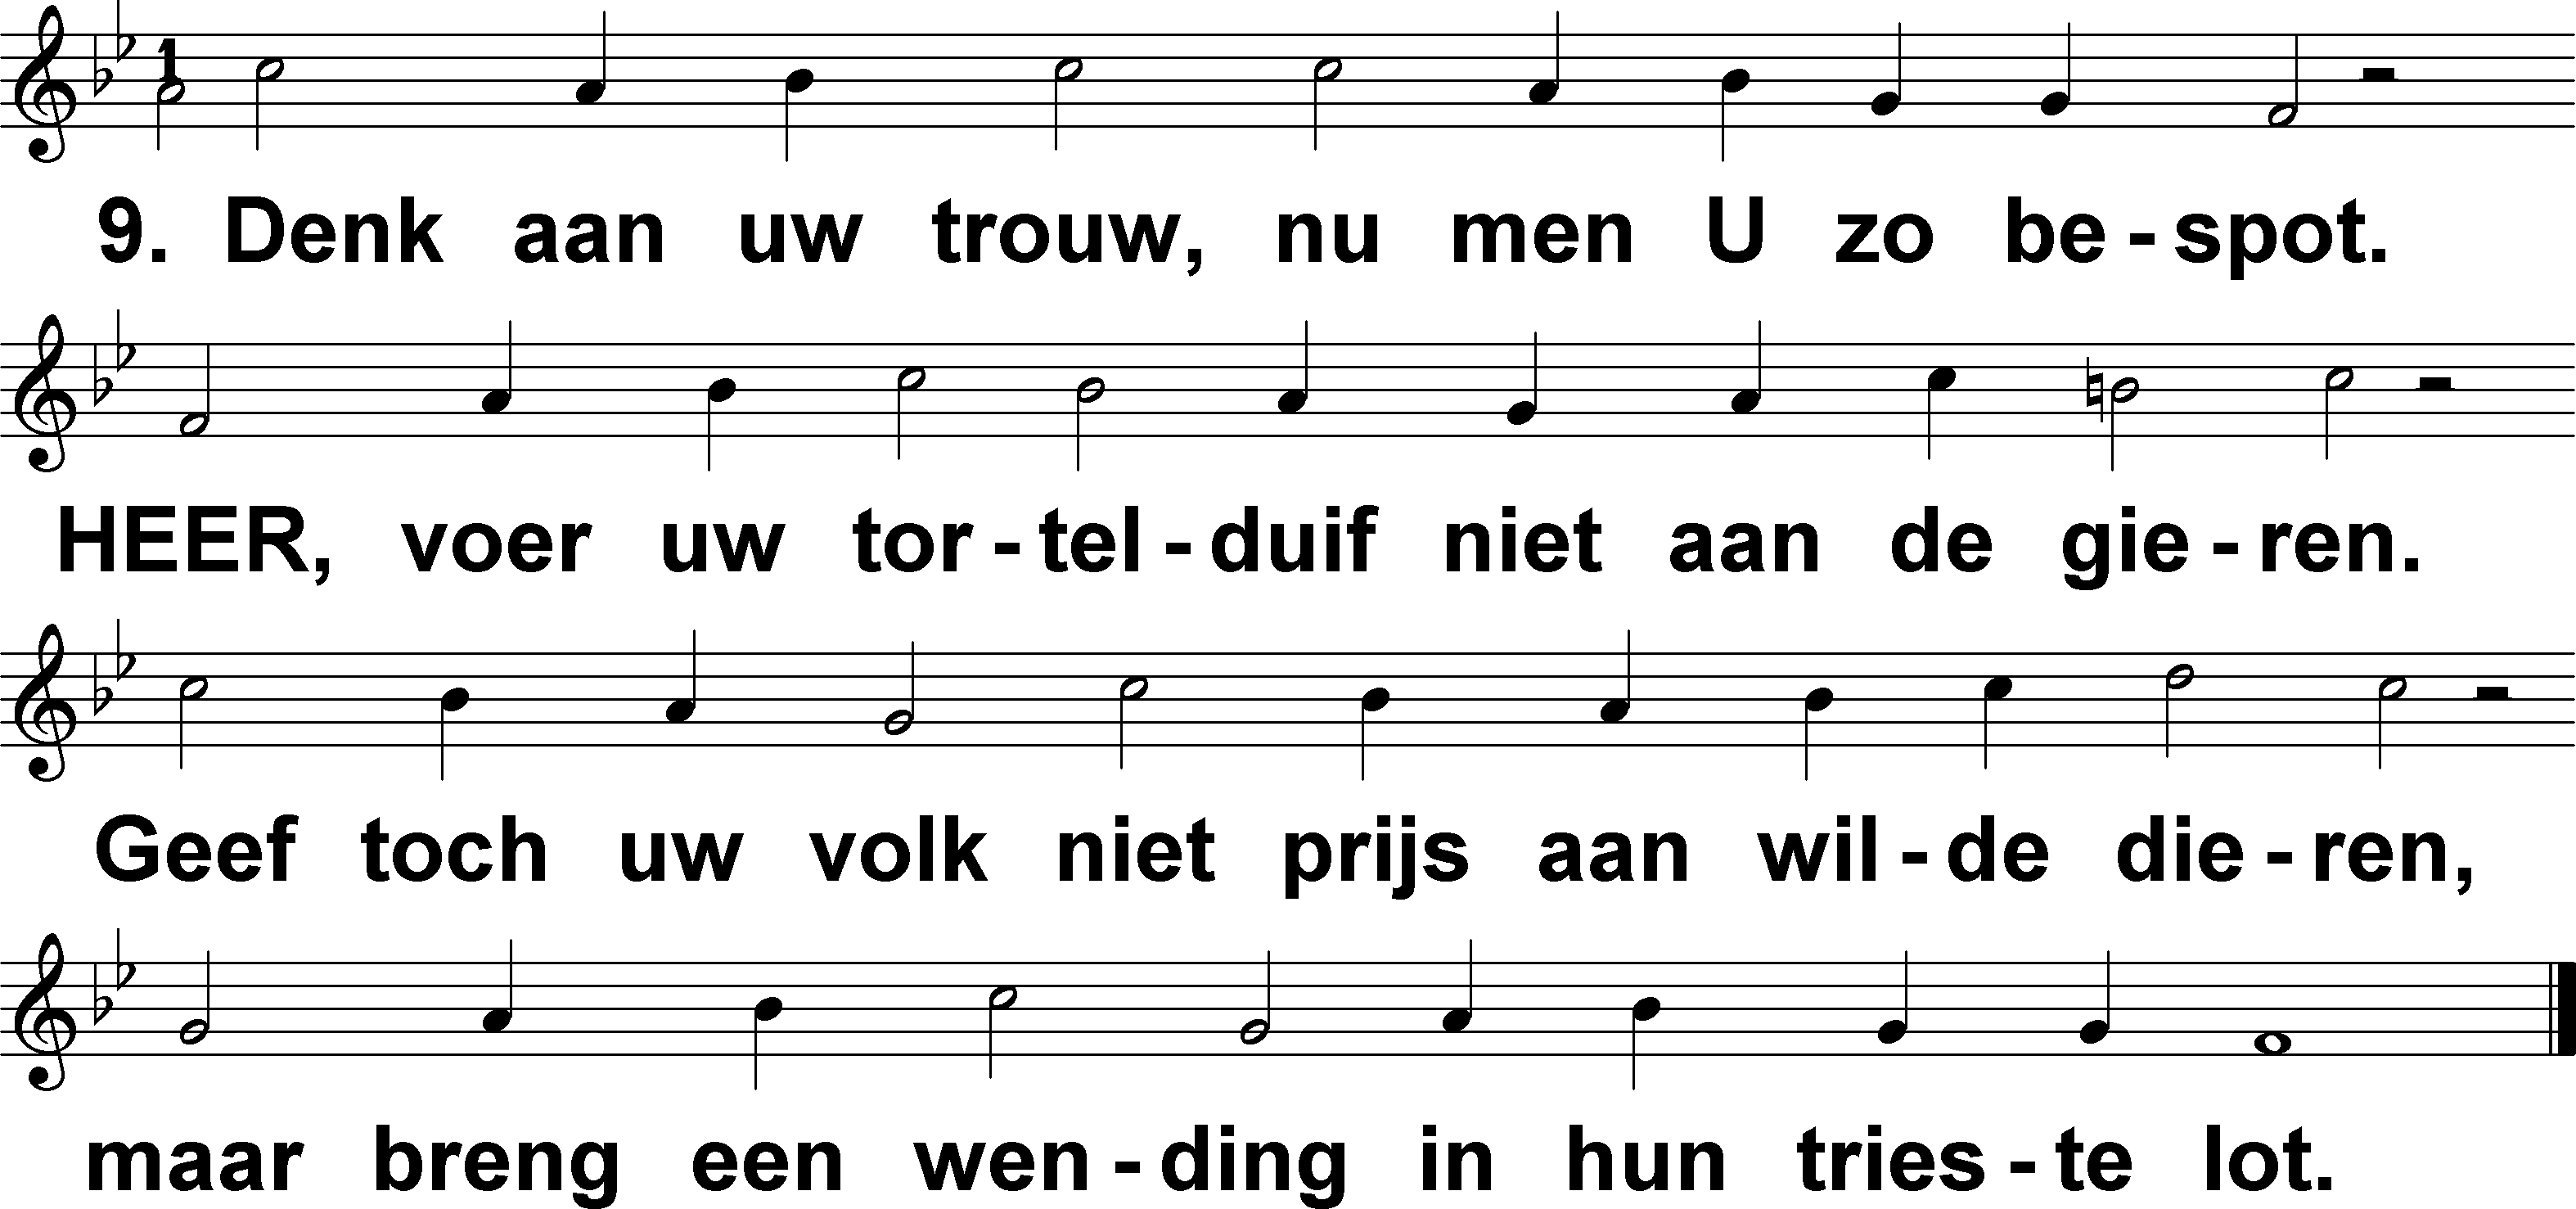 1
9. Denk aan uw trouw, nu men U zo be - spot.
HEER, voer uw tor - tel - duif niet aan de gie - ren.
Geef toch uw volk niet prijs aan wil - de die - ren,
maar breng een wen - ding in hun tries - te lot.